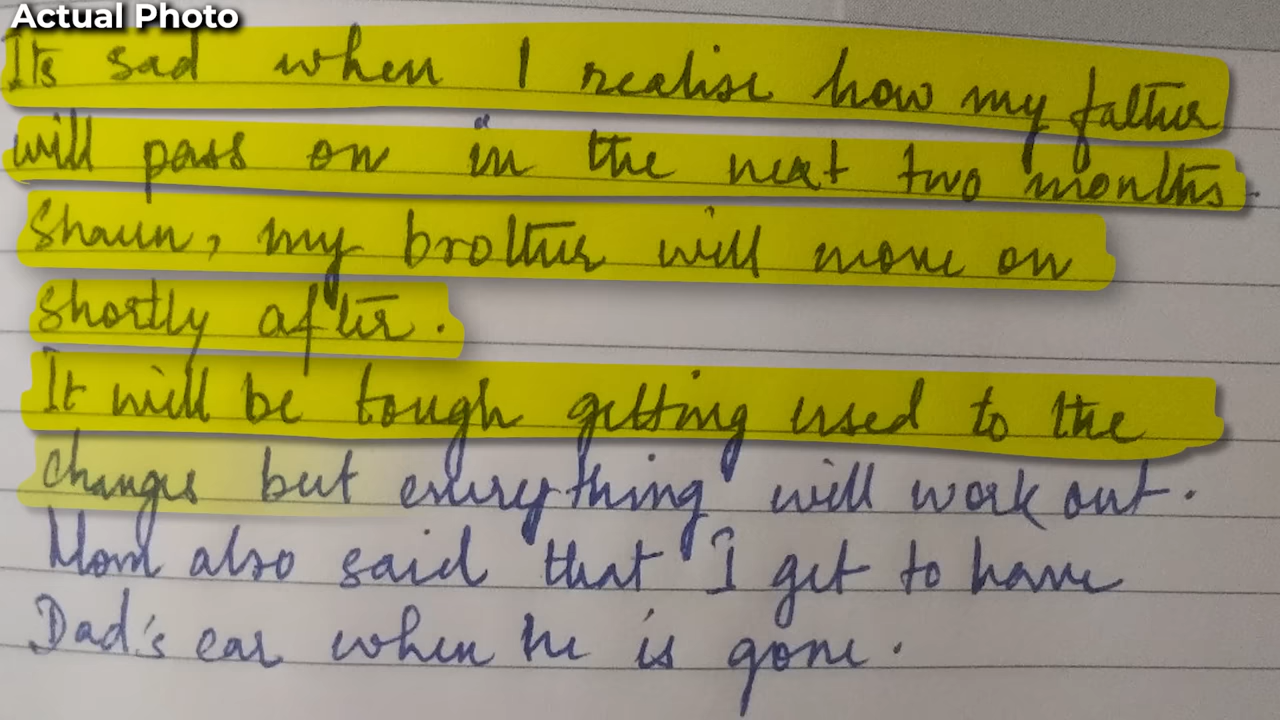 Actual Photo
Its sad when I realise how my father
will pass on in the next two months.
Shaun, my brother will move on
shortly after.
It will be tough getting used to the
changes but everything will work out.
Mom also said that I get to have
Dad's car when he is gone.